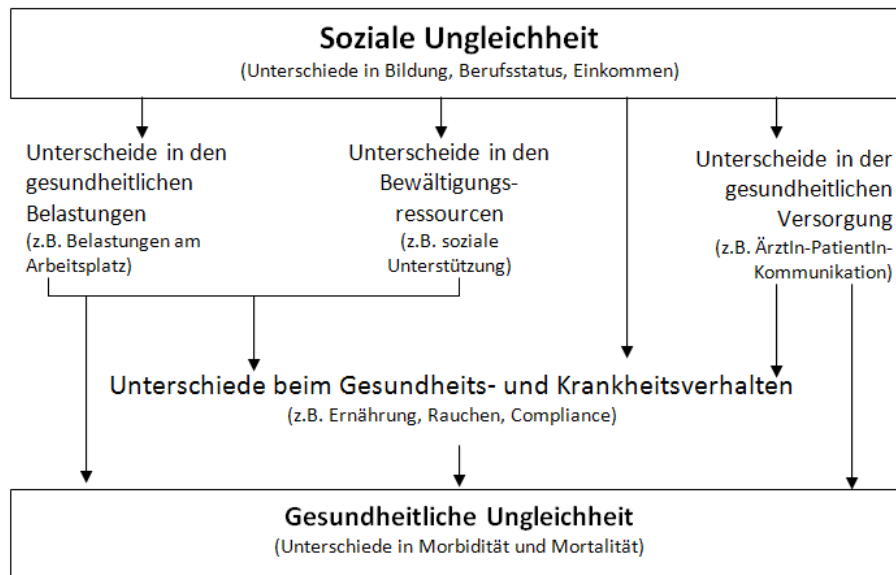 Soziale Ungleichheit
(Unterschiede in Bildung, Berufsstatus, Einkommen)
Unterscheide in den
gesundheitlichen
Belastungen
(z.B. Belastungen am
Arbeitsplatz)
Unterscheide in den
Bewältigungs-
ressourcen
(z.B. soziale
Unterstützung)
Unterscheide in der
gesundheitlichen
Versorgung
(z.B. ÄrztIn-PatientIn-
Kommunikation)
Unterschiede beim Gesundheits- und Krankheitsverhalten
(z.B. Ernährung, Rauchen, Compliance)
Gesundheitliche Ungleichheit
(Unterschiede in Morbidität und Mortalität)